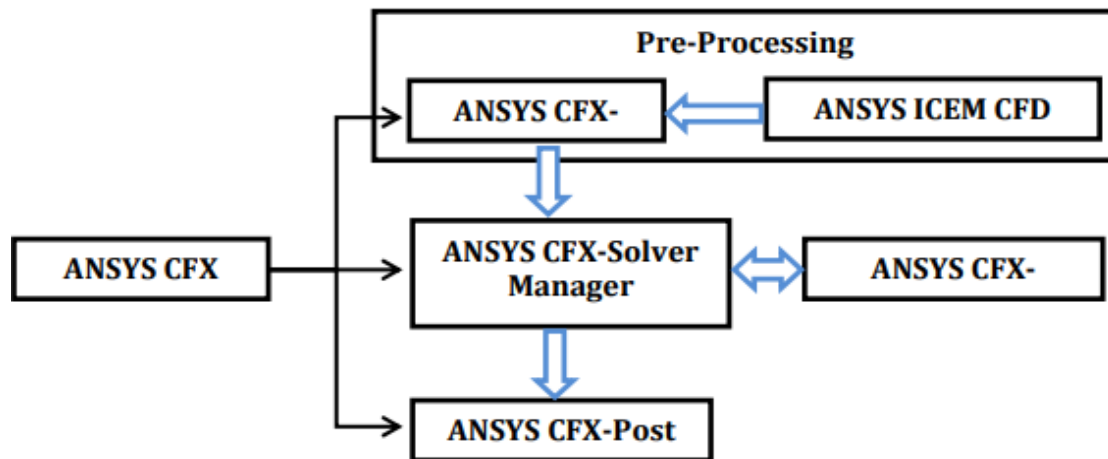 Pre-Processing
ANSYS CFX-
ANSYS ICEM CFD
ANSYS CFX
ANSYS CFX-Solver
Manager
ANSYS CFX-
ANSYS CFX-Post